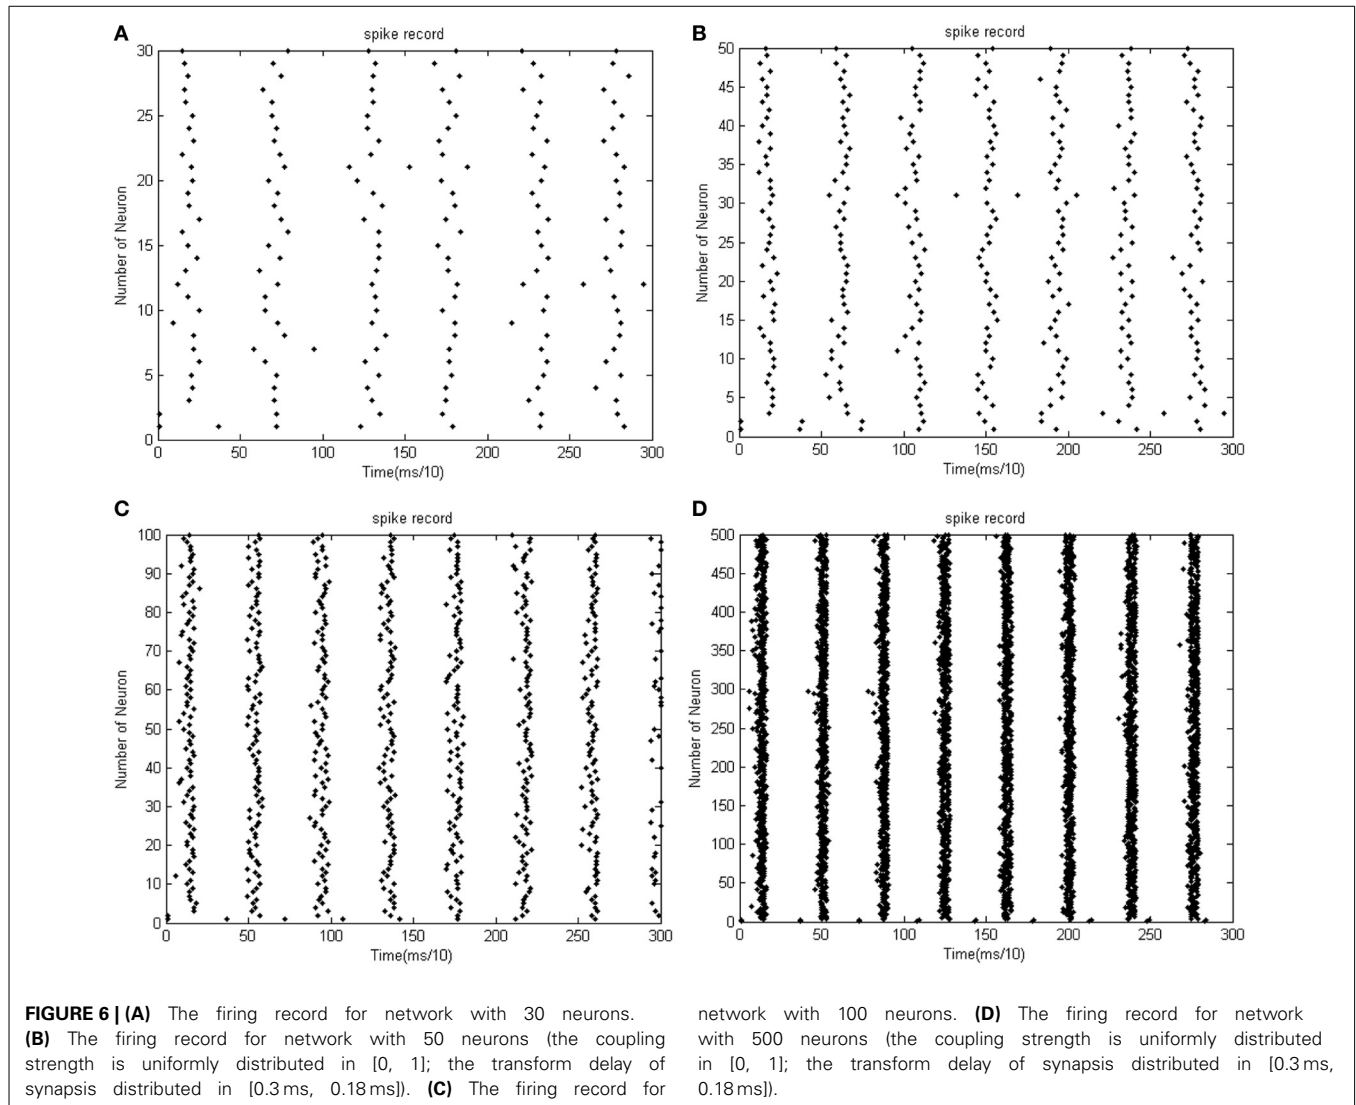 A
spike record
30
25
20
15
10
5
0
Number of Neuron
0 50 100 150 200 250 300
Time(ms/10)
B
spike record
50
45
40
35
30
25
20
15
10
5
0
Number of Neuron
0 50 100 150 200 250 300
Time(ms/10)
C
spike record
100
90
80
70
60
50
40
30
20
10
0
Number of Neuron
0 50 100 150 200 250 300
Time(ms/10)
D
spike record
500
450
400
350
300
250
200
150
100
50
0
Number of Neuron
0 50 100 150 200 250 300
Time(ms/10)
FIGURE 6 | (A) The firing record for network with 30 neurons.
(B) The firing record for network with 50 neurons (the coupling
strength is uniformly distributed in [0, 1]; the transform delay of
synapsis distributed in [0.3 ms, 0.18 ms]). (C) The firing record for
network with 100 neurons. (D) The firing record for network
with 500 neurons (the coupling strength is uniformly distributed
in [0, 1]; the transform delay of synapsis distributed in [0.3 ms,
0.18 ms]).